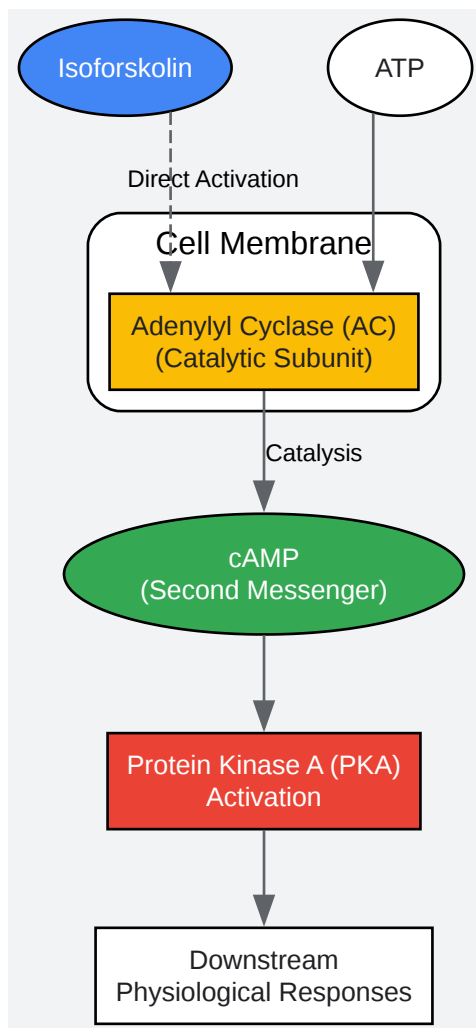 Isoforskolin
ATP
Direct Activation
Cell Membrane
Adenylyl Cyclase (AC)
(Catalytic Subunit)
Catalysis
cAMP
(Second Messenger)
Protein Kinase A (PKA)
Activation
Downstream
Physiological Responses